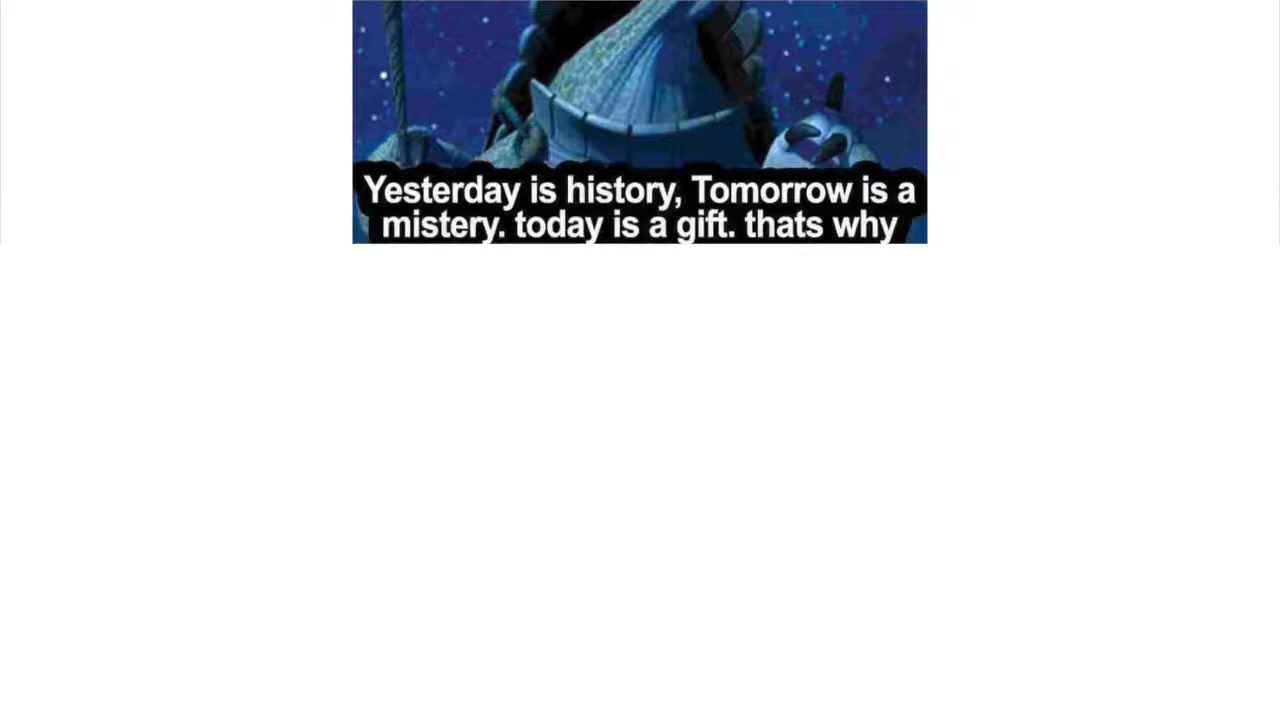 Yesterday is history, Tomorrow is a
mistery. today is a gift. thats why